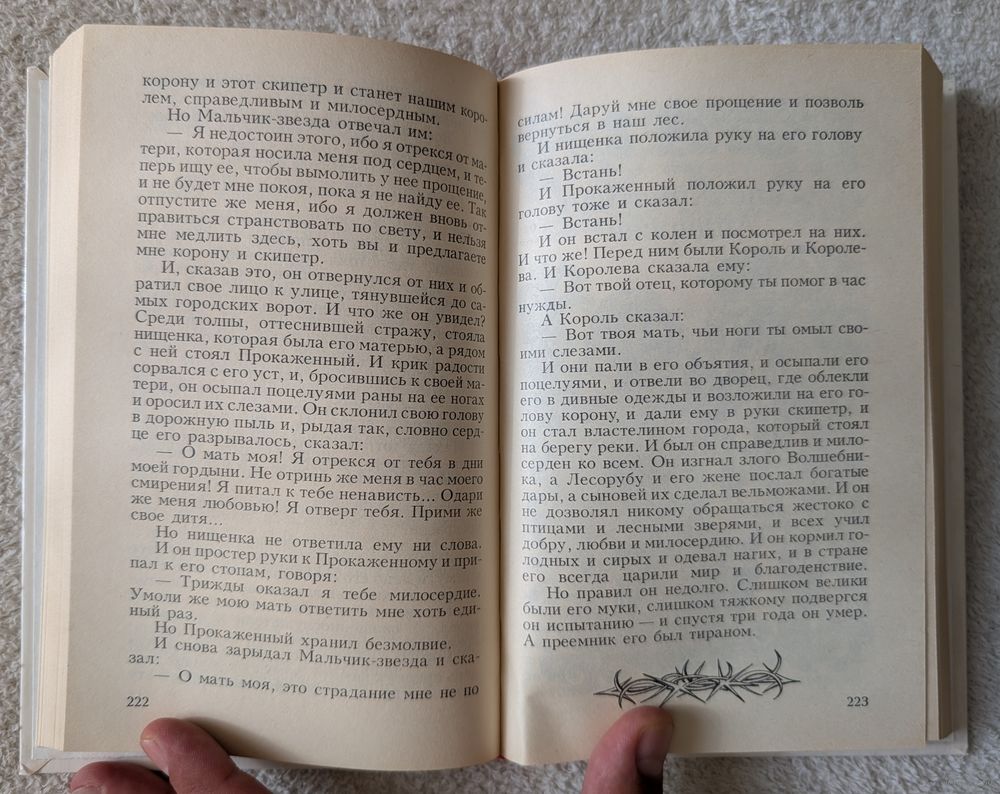 корону и этот скипетр и станет нашим коро-
лем, справедливым и милосердным.
Но Мальчик-звезда отвечал им:
— Я недостоин этого, ибо я отрекся от ма-
тери, которая носила меня под сердцем, и те-
перь ищу ее, чтобы вымолить у нее прощение,
и не будет мне покоя, пока я не найду ее. Так
отпустите же меня, ибо я должен вновь от-
правиться странствовать по свету, и нельзя
мне медлить здесь, хоть вы и предлагаете
мне корону и скипетр.
И, сказав это, он отвернулся от них и об-
ратил свое лицо к улице, тянувшейся до са-
мых городских ворот. И что же он увидел?
Среди толпы, оттеснившей стражу, стояла
нищенка, которая была его матерью, а рядом
с ней стоял Прокаженный. И крик радости
сорвался с его уст, и, бросившись к своей ма-
тери, он осыпал поцелуями раны на ее ногах
и оросил их слезами. Он склонил свою голову
в дорожную пыль и, рыдая так, словно серд-
це его разрывалось, сказал:
— О мать моя! Я отрекся от тебя в дни
моей гордыни. Не отринь же меня в час моего
смирения! Я питал к тебе ненависть... Одари
же меня любовью! Я отверг тебя. Прими же
свое дитя...
Но нищенка не ответила ему ни слова.
И он простер руки к Прокаженному и при-
пал к его стопам, говоря:
— Трижды оказал я тебе милосердие.
Умоли же мою мать ответить мне хоть еди-
ный раз.
Но Прокаженный хранил безмолвие.
И снова зарыдал Мальчик-звезда и ска-
зал:
— О мать моя, это страдание мне не по
222
силам! Даруй мне свое прощение и позволь
вернуться в наш лес.
И нищенка положила руку на его голову
и сказала:
— Встань!
И Прокаженный положил руку на его
голову тоже и сказал:
— Встань!
И он встал с колен и посмотрел на них.
И что же! Перед ним были Король и Короле-
ва. И Королева сказала ему:
— Вот твой отец, которому ты помог в час
нужды.
А Король сказал:
— Вот твоя мать, чьи ноги ты омыл сво-
ими слезами.
И они пали в его объятия, и осыпали его
поцелуями, и отвели во дворец, где облекли
его в дивные одежды и возложили на его го-
лову корону, и дали ему в руки скипетр, и
он стал властелином города, который стоял
на берегу реки. И был он справедлив и мило-
серден ко всем. Он изгнал злого Волшебни-
ка, а Лесорубу и его жене послал богатые
дары, а сыновей их сделал вельможами. И он
не дозволял никому обращаться жестоко с
птицами и лесными зверями, и всех учил
добру, любви и милосердию. И он кормил го-
лодных и сирых и одевал нагих, и в стране
его всегда царили мир и благоденствие.
Но правил он недолго. Слишком велики
были его муки, слишком тяжкому подвергся
он испытанию — и спустя три года он умер.
А преемник его был тираном.
223